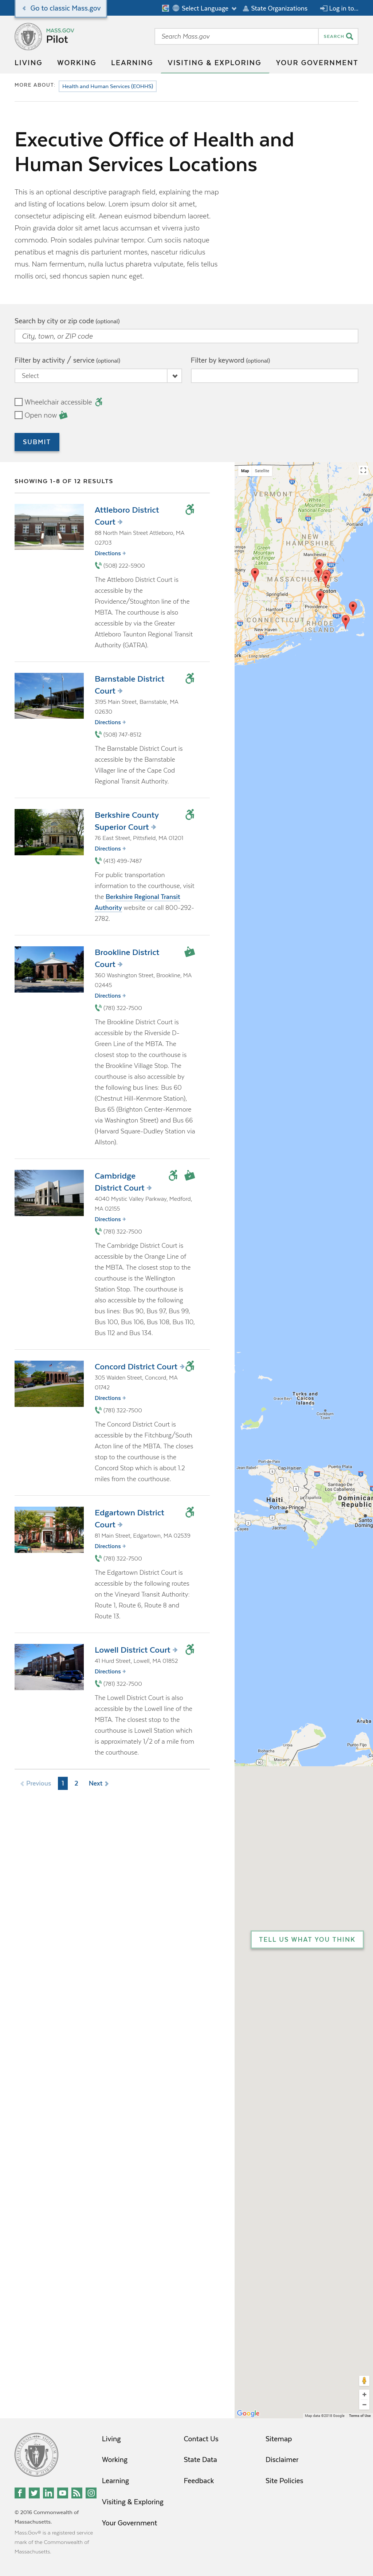 Go to classic Mass.gov
Select Language
State Organizations
Log in to...
MASS.GOV
Pilot
Search Mass.gov
SEARCH
LIVING
WORKING
LEARNING
VISITING & EXPLORING
YOUR GOVERNMENT
MORE ABOUT
Health and Human Services (EOHHS)
Executive Office of Health and
Human Services Locations
This is an optional descriptive paragraph field, explaining the map
and listing of locations below. Lorem ipsum dolor sit amet,
consectetur adipiscing elit. Aenean euismod bibendum laoreet.
Proin gravida dolor sit amet lacus accumsan et viverra justo
commodo. Proin sodales pulvinar tempor. Cum sociis natoque
penatibus et magnis dis parturient montes, nascetur ridiculus
mus. Nam fermentum, nulla luctus pharetra vulputate, felis tellus
mollis orci, sed rhoncus sapien nunc eget.
Search by city or zip code (optional)
City, town, or ZIP code
Filter by activity / service (optional)
Select
Filter by keyword (optional)
Wheelchair accessible
Open now
SUBMIT
SHOWING 1-8 OF 12 RESULTS
Attleboro District
Court
88 North Main Street Attleboro, MA
02703
Directions
(508) 222-5900
The Attleboro District Court is
accessible by the
Providence/Stoughton line of the
MBTA. The courthouse is also
accessible by via the Greater
Attleboro Taunton Regional Transit
Authority (GATRA).
Barnstable District
Court
3195 Main Street, Barnstable, MA
02630
Directions
(508) 747-8512
The Barnstable District Court is
accessible by the Barnstable
Villager line of the Cape Cod
Regional Transit Authority.
Berkshire County
Superior Court
76 East Street, Pittsfield, MA 01201
Directions
(413) 499-7487
For public transportation
information to the courthouse, visit
the Berkshire Regional Transit
Authority website or call 800-292-
2782.
Brookline District
Court
360 Washington Street, Brookline, MA
02445
Directions
(781) 322-7500
The Brookline District Court is
accessible by the Riverside D-
Green Line of the MBTA. The
closest stop to the courthouse is
the Brookline Village Stop. The
courthouse is also accessible by
the following bus lines: Bus 60
(Chestnut Hill-Kenmore Station),
Bus 65 (Brighton Center-Kenmore
via Washington Street) and Bus 66
(Harvard Square-Dudley Station via
Allston).
Cambridge
District Court
4040 Mystic Valley Parkway, Medford,
MA 02155
Directions
(781) 322-7500
The Cambridge District Court is
accessible by the Orange Line of
the MBTA. The closest stop to the
courthouse is the Wellington
Station Stop. The courthouse is
also accessible by the following
bus lines: Bus 90, Bus 97, Bus 99,
Bus 100, Bus 106, Bus 108, Bus 110,
Bus 112 and Bus 134.
Concord District Court
305 Walden Street, Concord, MA
01742
Directions
(781) 322-7500
The Concord District Court is
accessible by the Fitchburg/South
Acton line of the MBTA. The closes
stop to the courthouse is the
Concord Stop which is about 1.2
miles from the courthouse.
Edgartown District
Court
81 Main Street, Edgartown, MA 02539
Directions
(781) 322-7500
The Edgartown District Court is
accessible by the following routes
on the Vineyard Transit Authority:
Route 1, Route 6, Route 8 and
Route 13.
Lowell District Court
41 Hurd Street, Lowell, MA 01852
Directions
(781) 322-7500
The Lowell District Court is also
accessible by the Lowell line of the
MBTA. The closest stop to the
courthouse is Lowell Station which
is approximately 1/2 of a mile from
the courthouse.
Previous
1
2
Next
Map
Satellite
VERMONT
White Mountain National Forest
Portland
NEW HAMPSHIRE
Manchester
MASSACHUSETTS
Springfield
Providence
Hartford
CONNECTICUT
RHODE ISLAND
New Haven
Long Island
Turks and Caicos Islands
Cockburn Town
Port-de-Paix
Cap-Haitien
Puerto Plata
Santiago De Los Caballeros
Haiti
Port-au-Prince
Dominican Republic
Santo Domingo
Jacmel
Aruba
Riohacha
Maicao
Punto Fijo
TELL US WHAT YOU THINK
Google
Map data ©2016 Google
Terms of Use
Living
Working
Learning
Visiting & Exploring
Your Government
Contact Us
State Data
Feedback
Sitemap
Disclaimer
Site Policies
© 2016 Commonwealth of
Massachusetts.
Mass.Gov® is a registered service
mark of the Commonwealth of
Massachusetts.